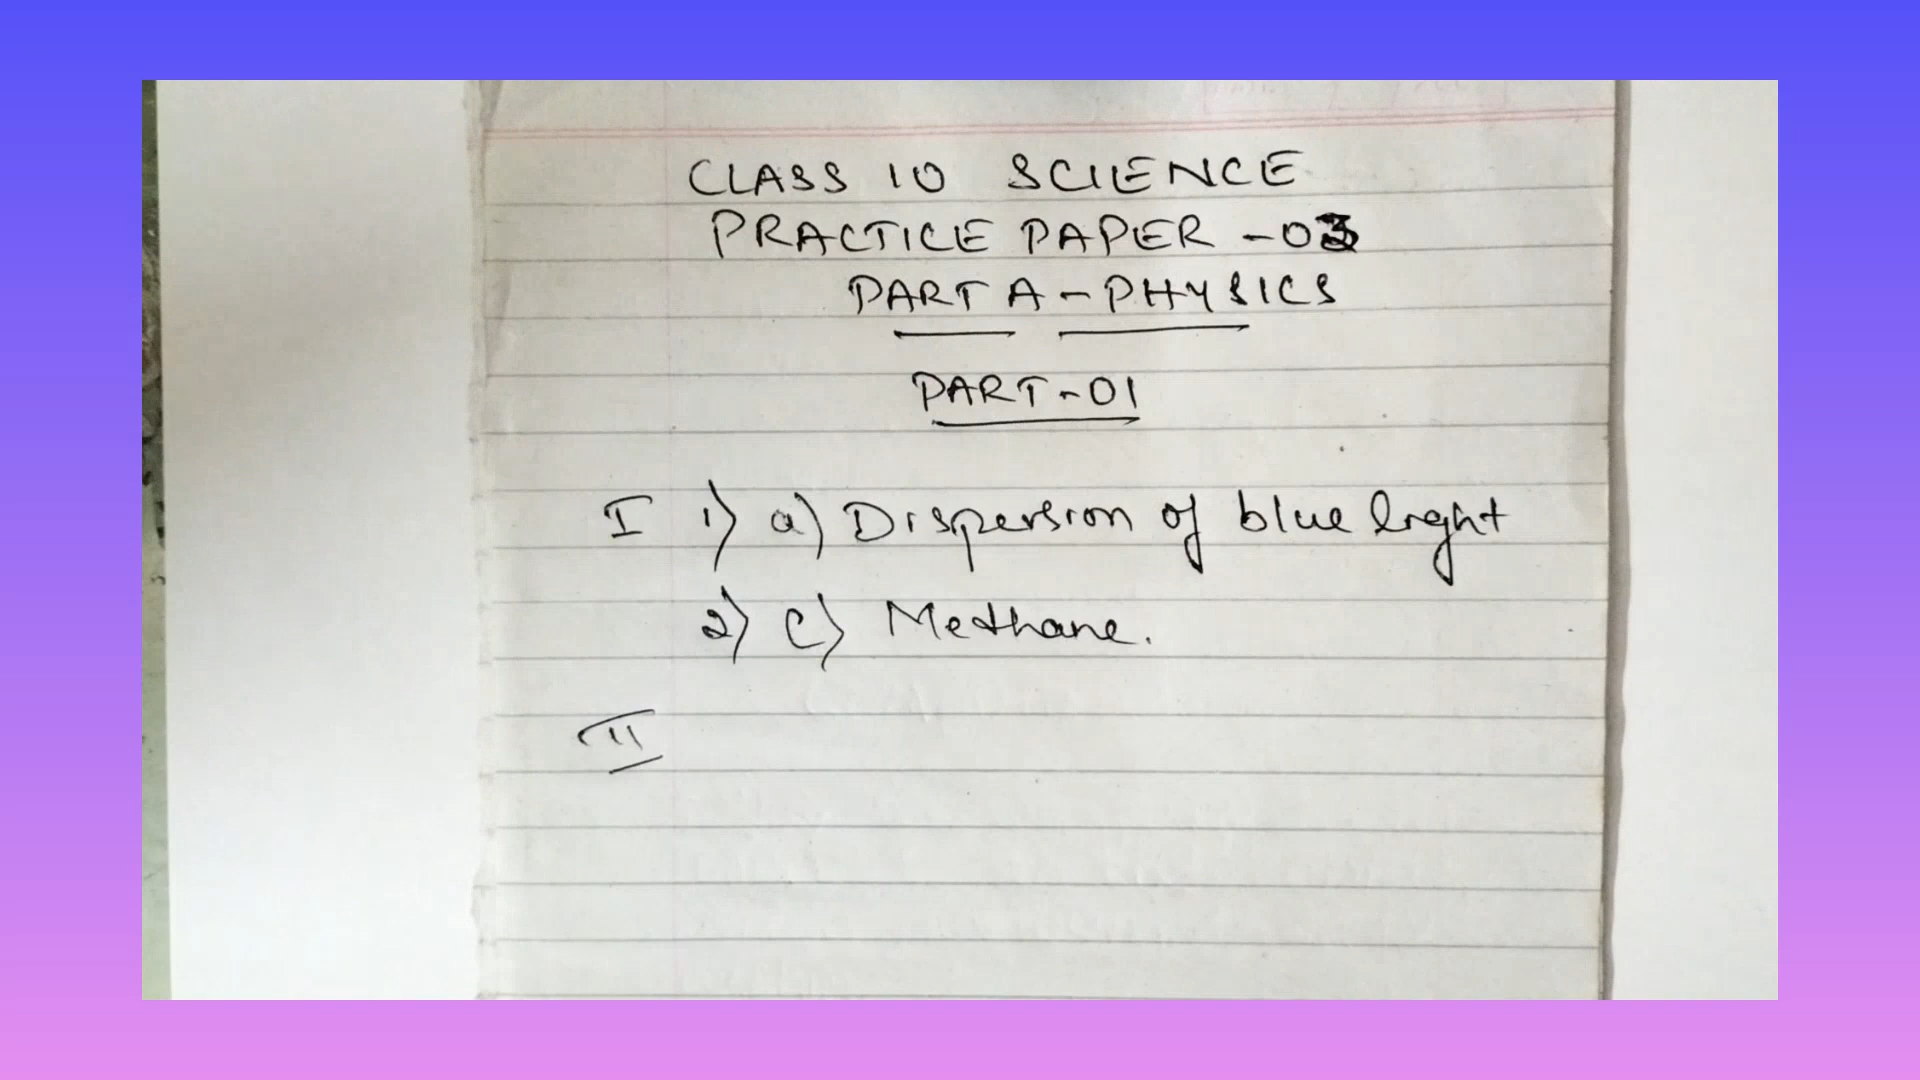 CLASS 10 SCIENCE
PRACTICE PAPER -03
PART A - PHYSICS
PART-01
I 1) a) Dispersion of blue light
2) c) Methane.
II